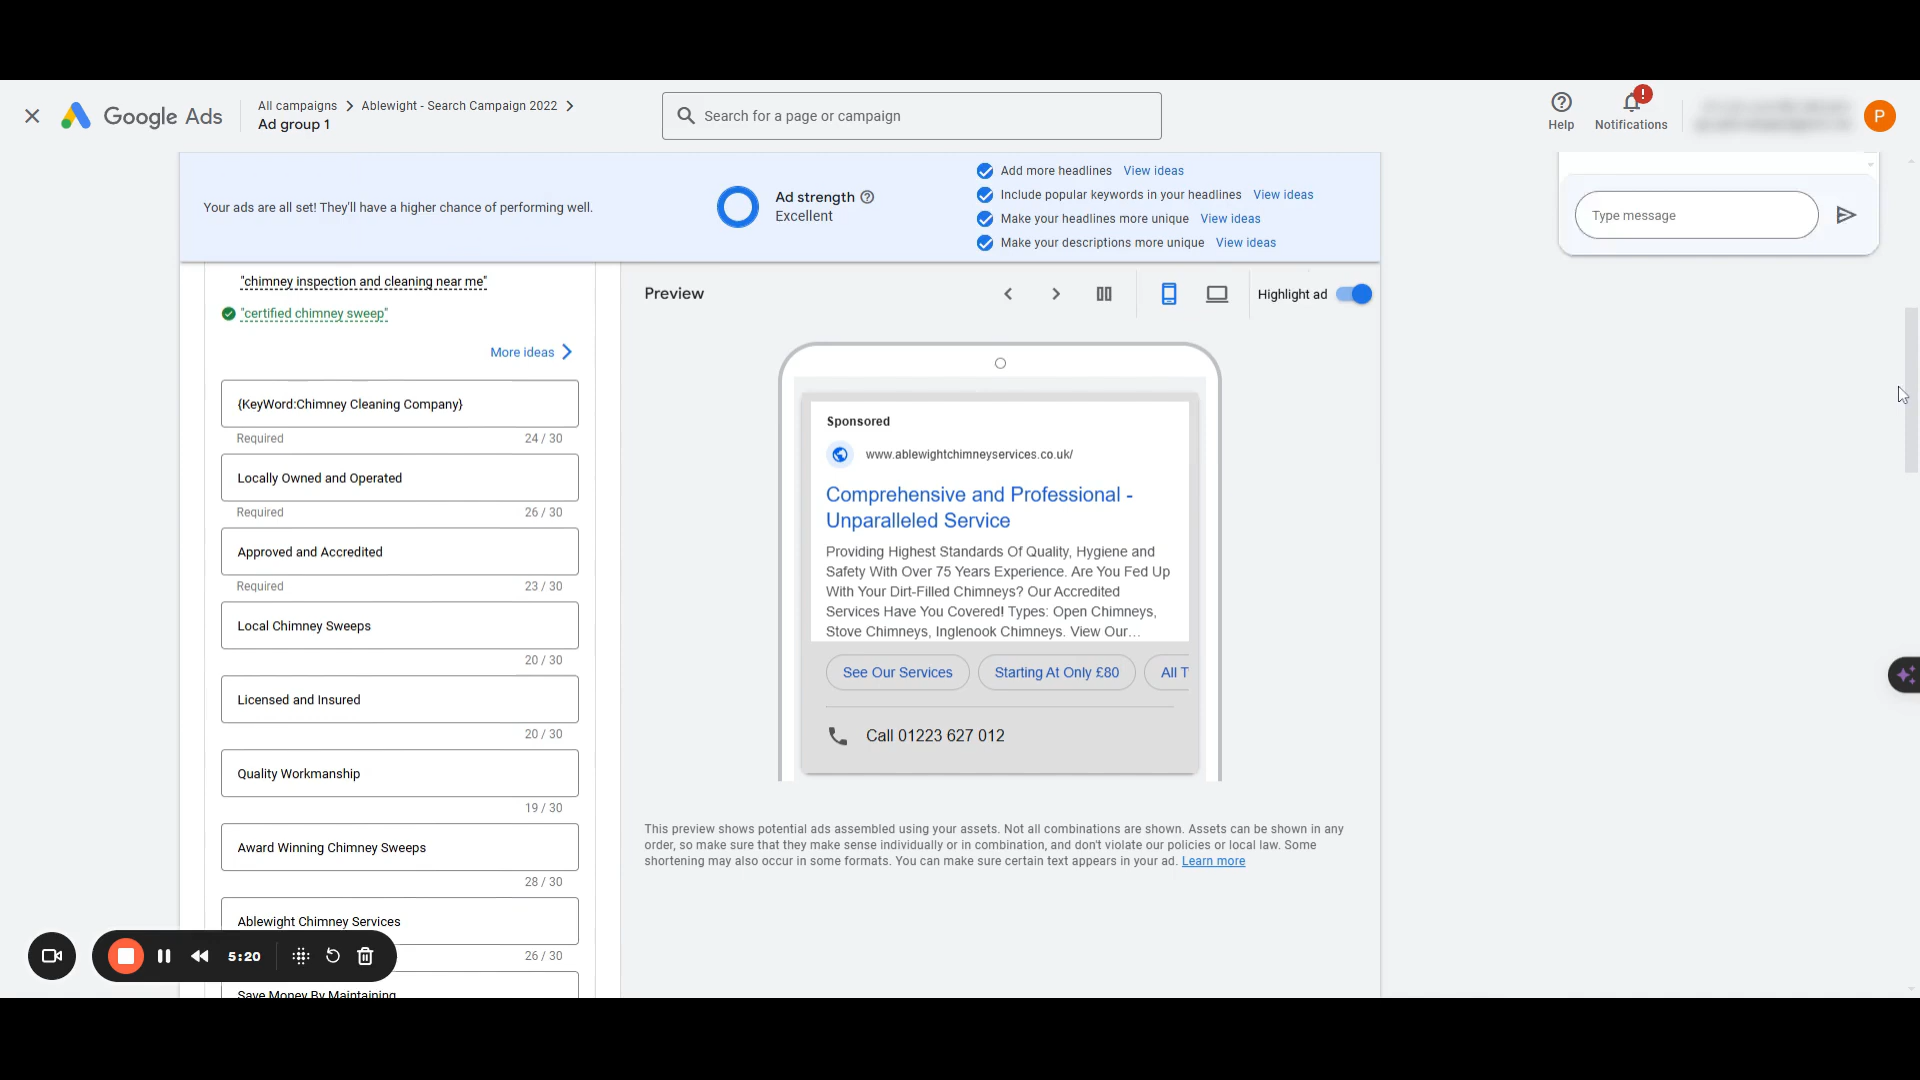 Google Ads
All campaigns > Ablewight - Search Campaign 2022 >
Ad group 1
Search for a page or campaign
Help
Notifications
P
Your ads are all set! They'll have a higher chance of performing well.
Ad strength
Excellent
Add more headlines View ideas
Include popular keywords in your headlines View ideas
Make your headlines more unique View ideas
Make your descriptions more unique View ideas
Type message
"chimney inspection and cleaning near me"
"certified chimney sweep"
More ideas
{KeyWord:Chimney Cleaning Company}
Required 24 / 30
Locally Owned and Operated
Required 26 / 30
Approved and Accredited
Required 23 / 30
Local Chimney Sweeps
20 / 30
Licensed and Insured
20 / 30
Quality Workmanship
19 / 30
Award Winning Chimney Sweeps
28 / 30
Ablewight Chimney Services
26 / 30
Save Money By Maintaining
5:20
Preview
Highlight ad
Sponsored
www.ablewightchimneyservices.co.uk/
Comprehensive and Professional -
Unparalleled Service
Providing Highest Standards Of Quality, Hygiene and
Safety With Over 75 Years Experience. Are You Fed Up
With Your Dirt-Filled Chimneys? Our Accredited
Services Have You Covered! Types: Open Chimneys,
Stove Chimneys, Inglenook Chimneys. View Our...
See Our Services
Starting At Only £80
All T
Call 01223 627 012
This preview shows potential ads assembled using your assets. Not all combinations are shown. Assets can be shown in any
order, so make sure that they make sense individually or in combination, and don't violate our policies or local law. Some
shortening may also occur in some formats. You can make sure certain text appears in your ad. Learn more